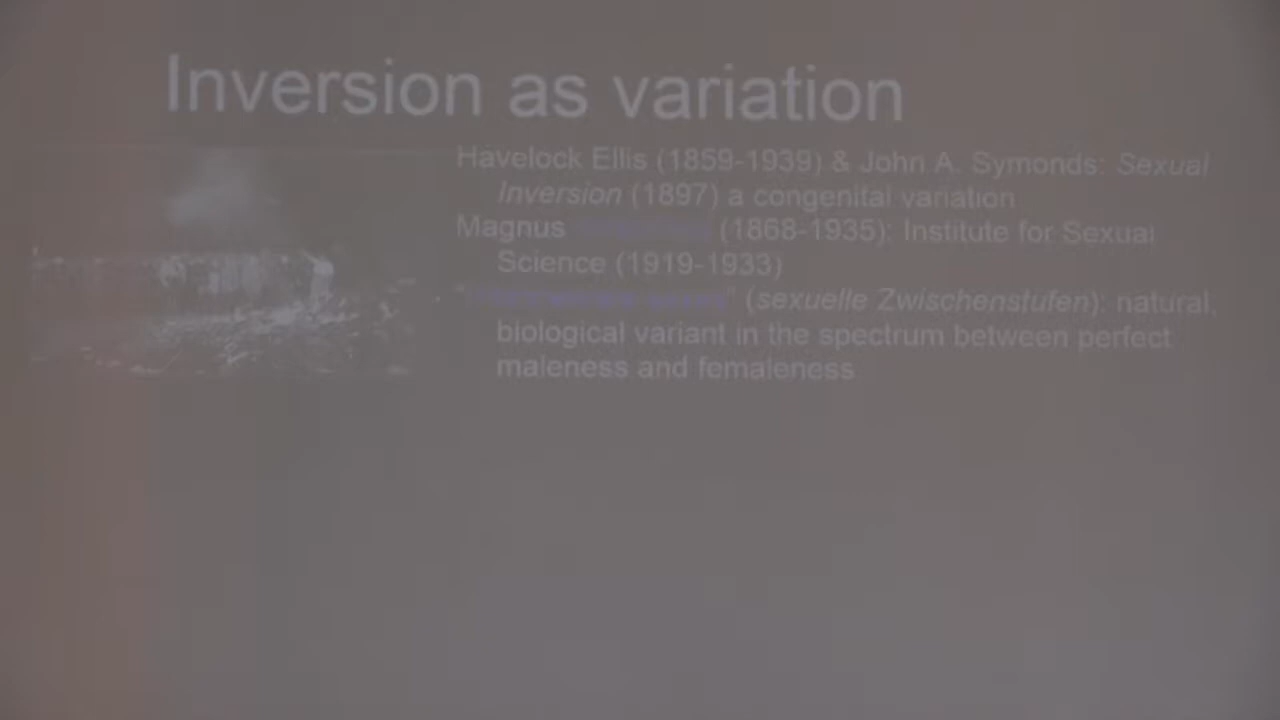 Inversion as variation
Havelock Ellis (1859-1939) & John A. Symonds: Sexual
Inversion (1897) a congenital variation
Magnus (1868-1935): Institute for Sexual
Science (1919-1933)
" (sexuelle Zwischenstufen): natural,
biological variant in the spectrum between perfect
maleness and femaleness